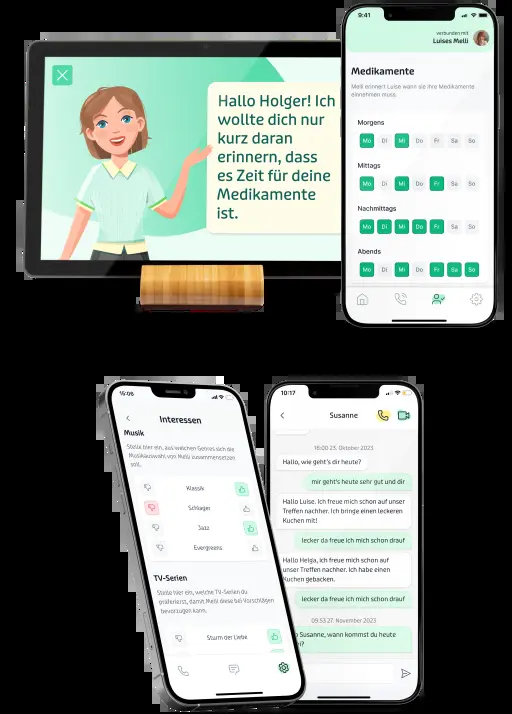 Hallo Holger! Ich
wollte dich nur
kurz daran
erinnern, dass
es Zeit für deine
Medikamente
ist.
9:41
verbunden mit
Luises Melli
Medikamente
Melli erinnert Luise wann sie ihre Medikamente
einnehmen muss.
Morgens
Mo Di Mi Do Fr Sa So
Mittags
Mo Di Mi Do Fr Sa So
Nachmittags
Mo Di Mi Do Fr Sa So
Abends
Mo Di Mi Do Fr Sa So
15:08
Interessen
Musik
Stelle hier ein, aus welchen Genres sich die
Musikauswahl von Melli zusammensetzen
soll.
Klassik
Schlager
Jazz
Evergreens
TV-Serien
Stelle hier ein, welche TV-Serien du
präferierst, damit Melli diese bei Vorschlägen
bevorzugen kann.
Sturm der Liebe
10:17
Susanne
16:00 23. Oktober 2023
Hallo, wie geht's dir heute?
mir geht's heute sehr gut und dir
Hallo Luise. Ich freue mich schon auf unser
Treffen nachher. Ich bringe einen leckeren
Kuchen mit!
lecker da freue ich mich schon drauf
Hallo Helga, ich freue mich schon auf
unser Treffen nachher. Ich habe einen
Kuchen gebacken.
lecker da freue ich mich schon drauf
09:53 27. November 2023
o Susanne, wann kommst du heute
ei?